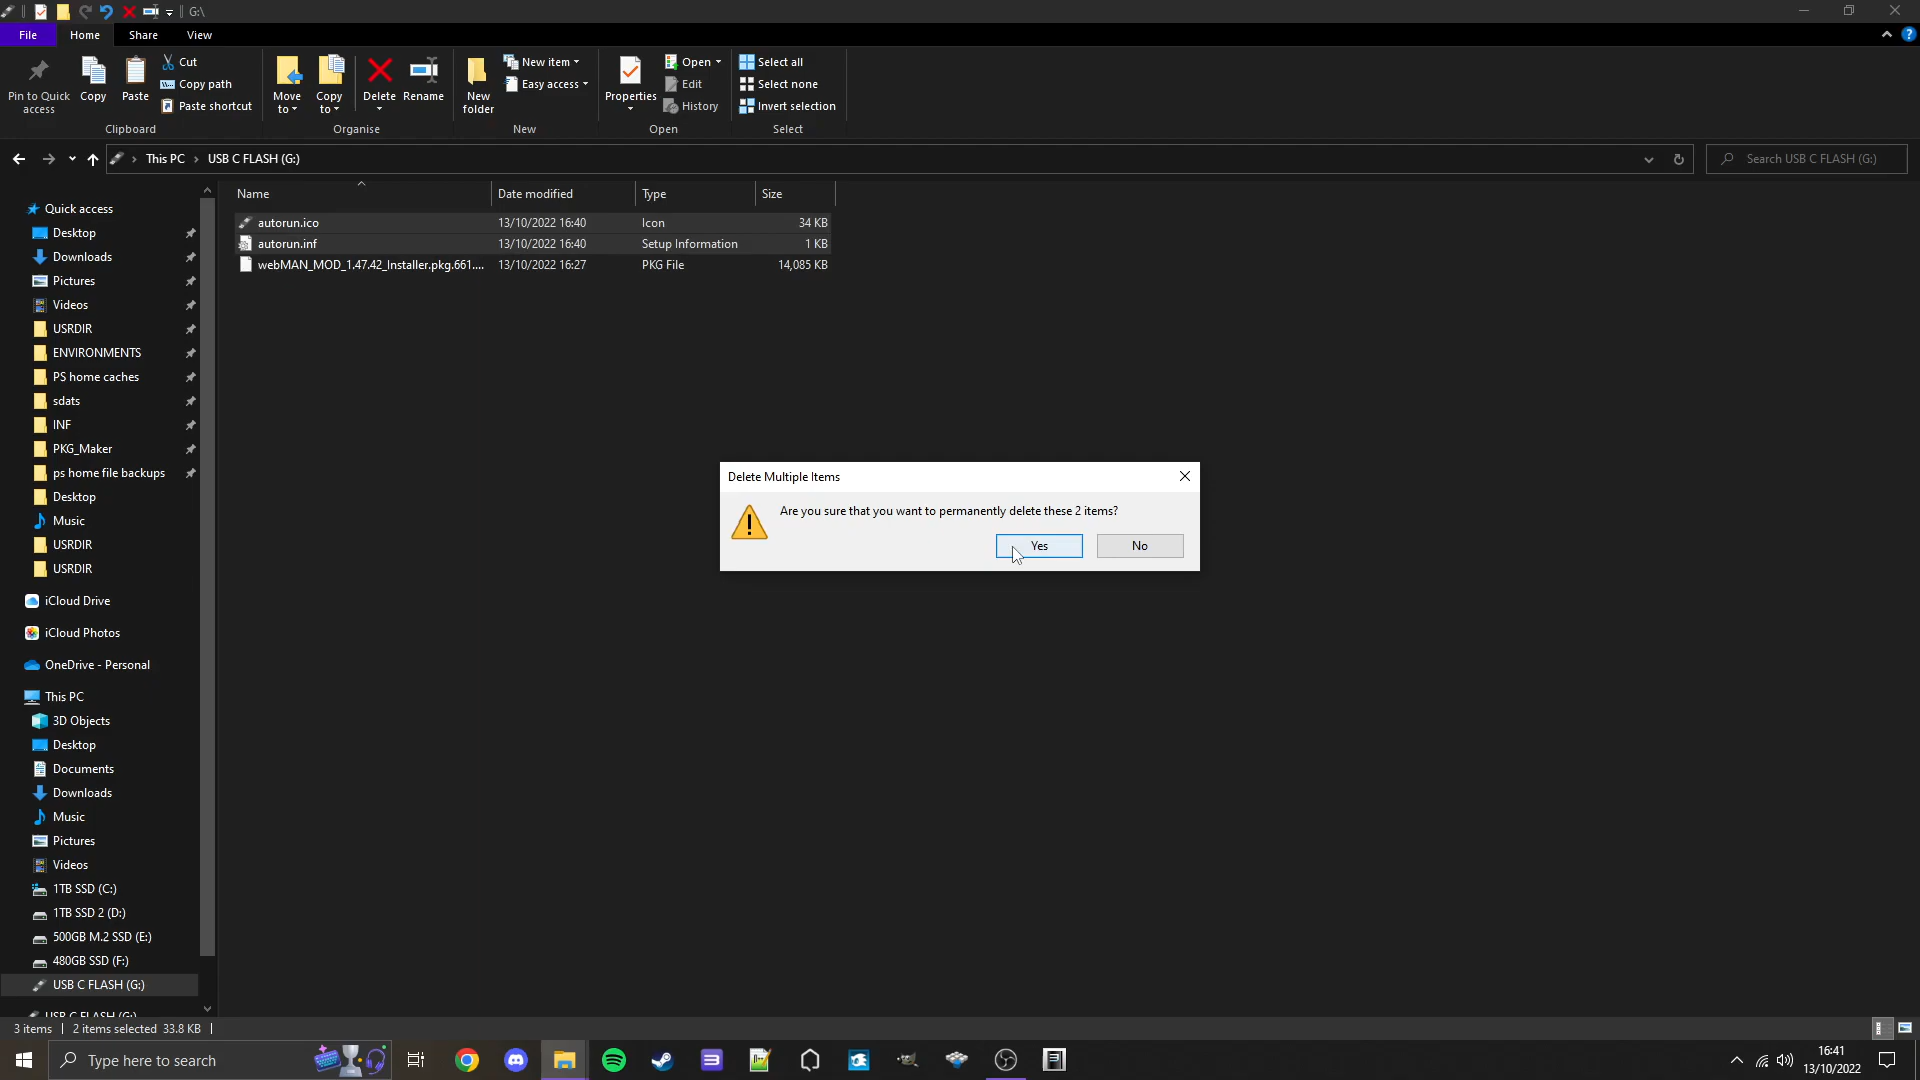 G:\
File Home Share View
Pin to Quick access
Copy
Paste
Cut
Copy path
Paste shortcut
Clipboard
Move to
Copy to
Delete
Rename
Organise
New folder
New item
Easy access
New
Properties
Open
Edit
History
Open
Select all
Select none
Invert selection
Select
This PC > USB C FLASH (G:)
Search USB C FLASH (G:)
Name Date modified Type Size
autorun.ico 13/10/2022 16:40 Icon 34 KB
autorun.inf 13/10/2022 16:40 Setup Information 1 KB
webMAN_MOD_1.47.42_Installer.pkg.661.... 13/10/2022 16:27 PKG File 14,085 KB
Quick access
Desktop
Downloads
Pictures
Videos
USRDIR
ENVIRONMENTS
PS home caches
sdats
INF
PKG_Maker
ps home file backups
Desktop
Music
USRDIR
USRDIR
iCloud Drive
iCloud Photos
OneDrive - Personal
This PC
3D Objects
Desktop
Documents
Downloads
Music
Pictures
Videos
1TB SSD (C:)
1TB SSD 2 (D:)
500GB M.2 SSD (E:)
480GB SSD (F:)
USB C FLASH (G:)
USB C FLASH (G:)
Delete Multiple Items
Are you sure that you want to permanently delete these 2 items?
Yes No
3 items 2 items selected 33.8 KB
Type here to search
16:41
13/10/2022